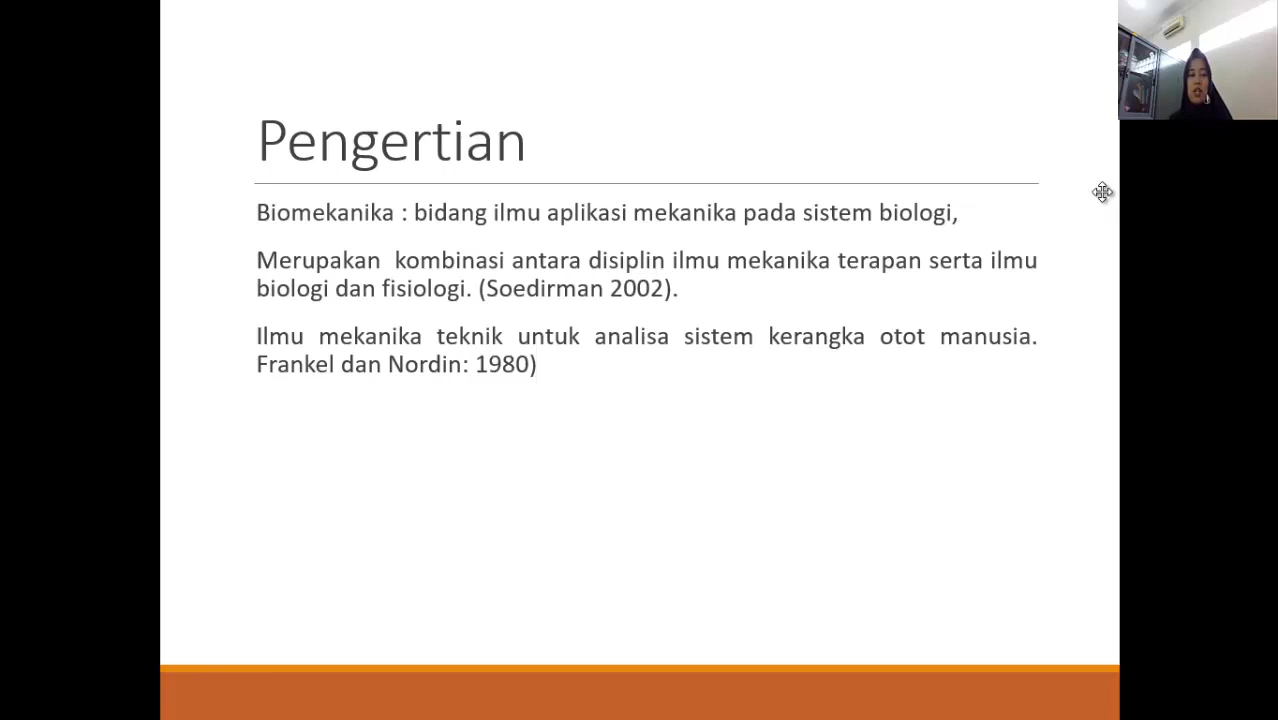 Pengertian
Biomekanika : bidang ilmu aplikasi mekanika pada sistem biologi,
Merupakan kombinasi antara disiplin ilmu mekanika terapan serta ilmu
biologi dan fisiologi. (Soedirman 2002).
Ilmu mekanika teknik untuk analisa sistem kerangka otot manusia.
Frankel dan Nordin: 1980)